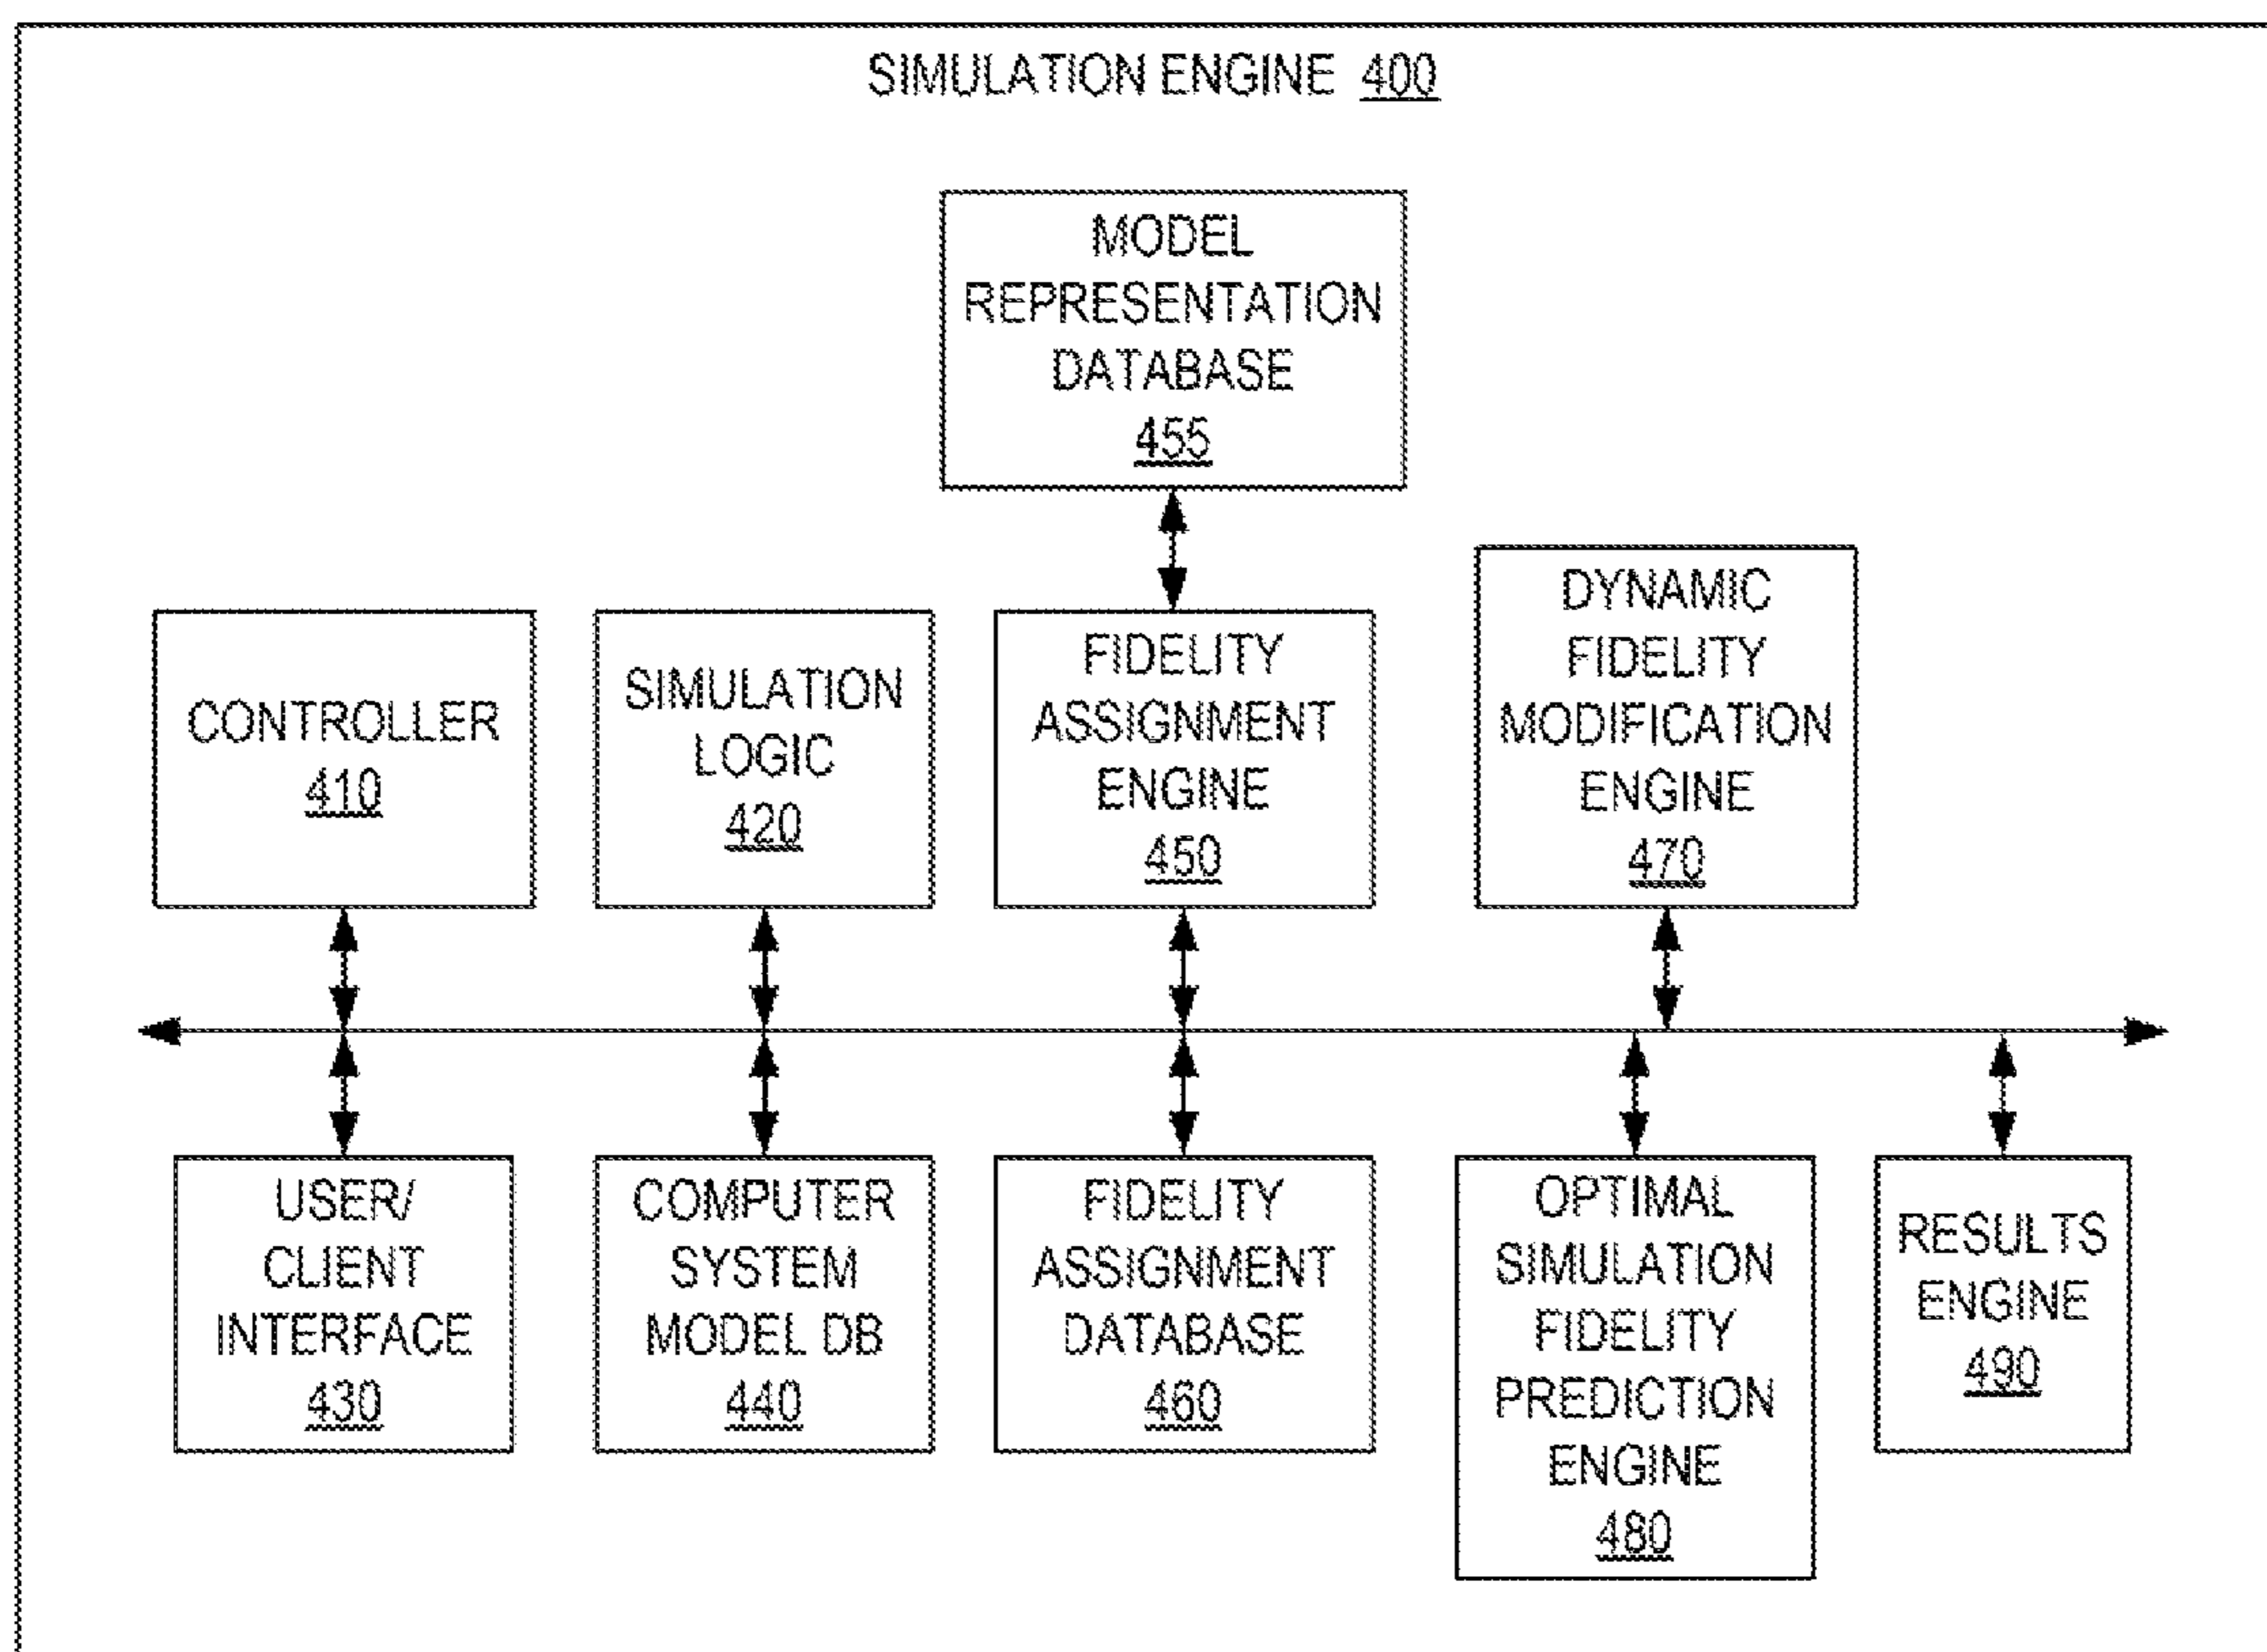 SIMULATION ENGINE 400
MODEL
REPRESENTATION
DATABASE
455
CONTROLLER
410
SIMULATION
LOGIC
420
FIDELITY
ASSIGNMENT
ENGINE
450
DYNAMIC
FIDELITY
MODIFICATION
ENGINE
470
USER/
CLIENT
INTERFACE
430
COMPUTER
SYSTEM
MODEL DB
440
FIDELITY
ASSIGNMENT
DATABASE
460
OPTIMAL
SIMULATION
FIDELITY
PREDICTION
ENGINE
480
RESULTS
ENGINE
490